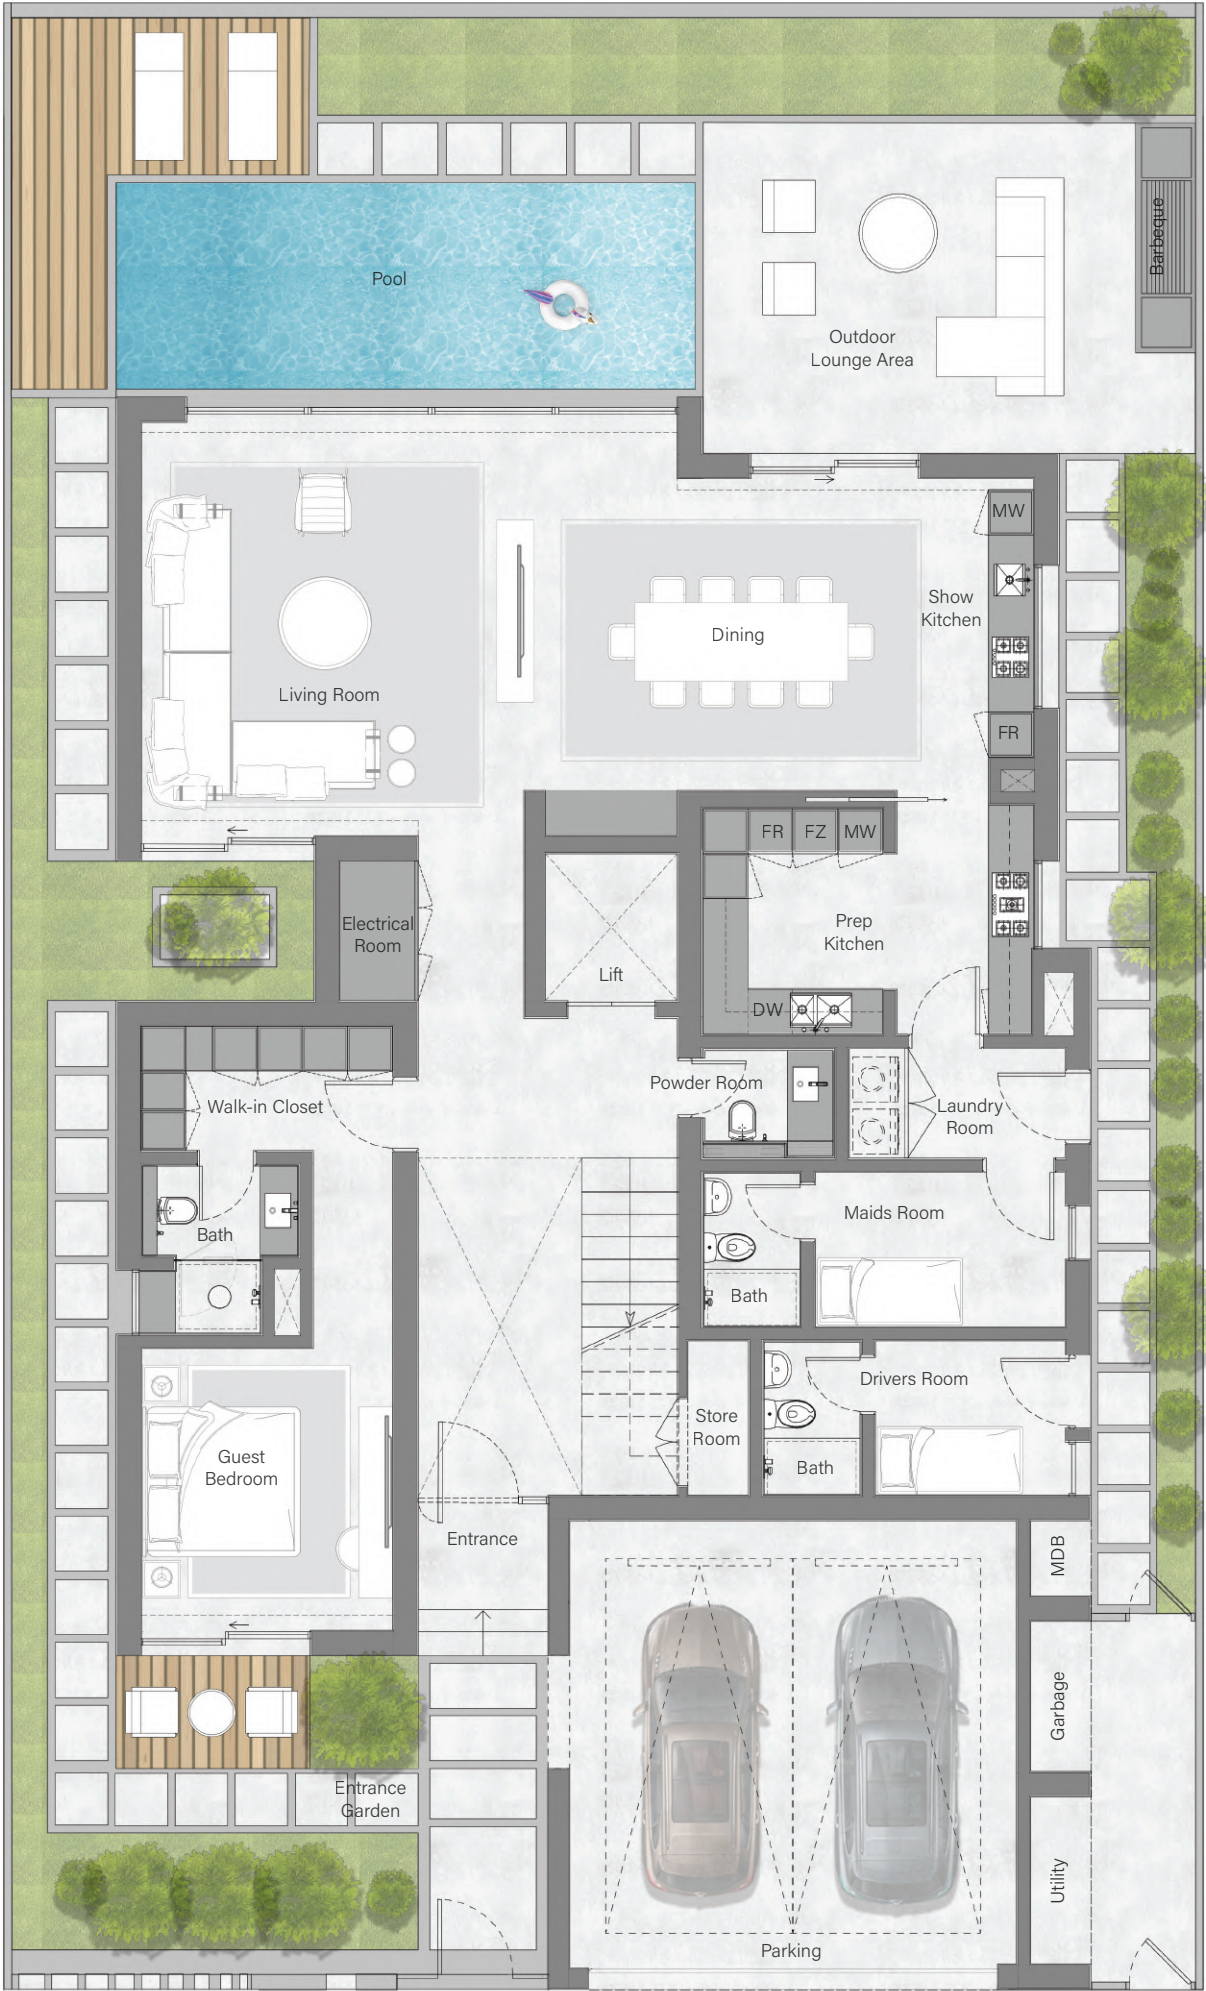 Barbeque
Pool
Outdoor
Lounge Area
MW
Show
Kitchen
Dining
Living Room
FR
FR
FZ
MW
Electrical
Room
Prep
Kitchen
Lift
DW
Powder Room
Walk-in Closet
Laundry
Room
Maids Room
Bath
Bath
Drivers Room
Store
Room
Guest
Bedroom
Bath
Entrance
MDB
Garbage
Entrance
Garden
Utility
Parking